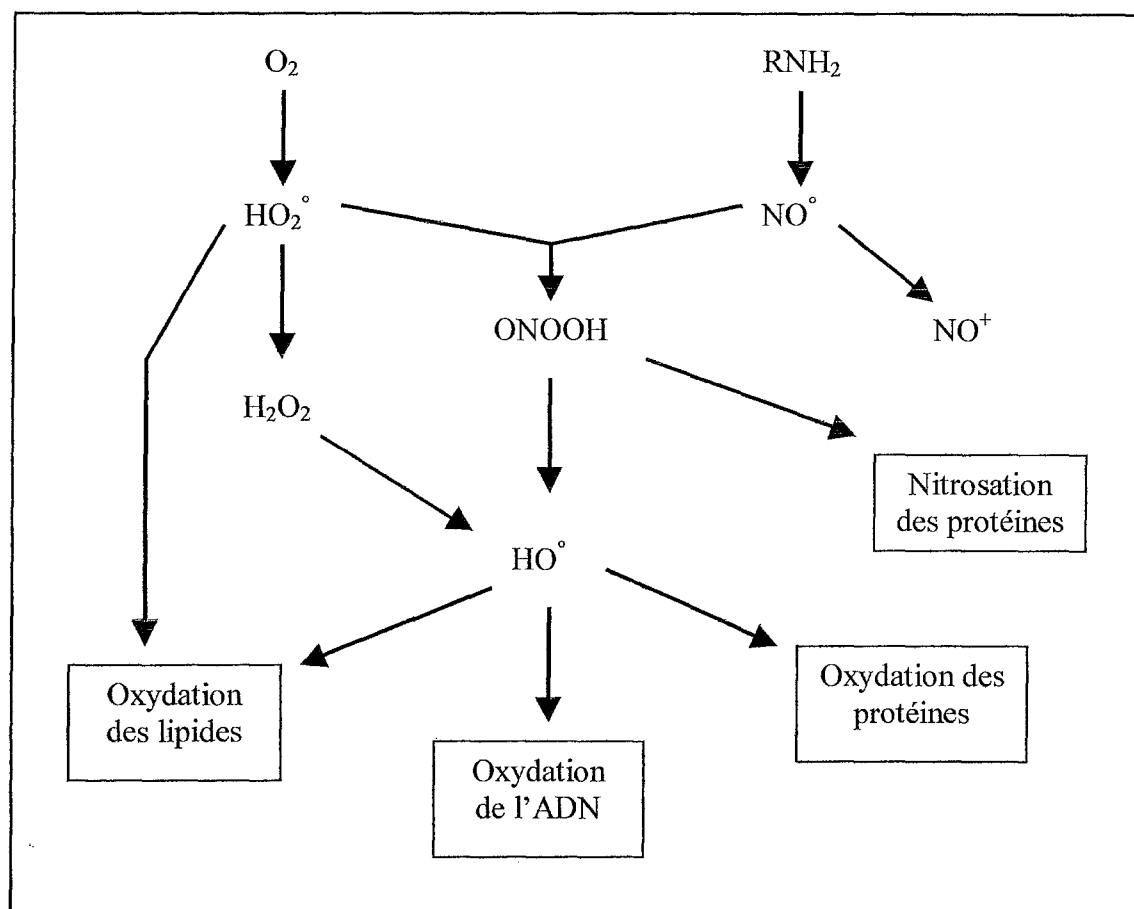 O₂
RNH₂
HO₂°
NO°
ONOOH
NO⁺
H₂O₂
Nitrosation
des protéines
HO°
Oxydation
des lipides
Oxydation des
protéines
Oxydation
de l'ADN